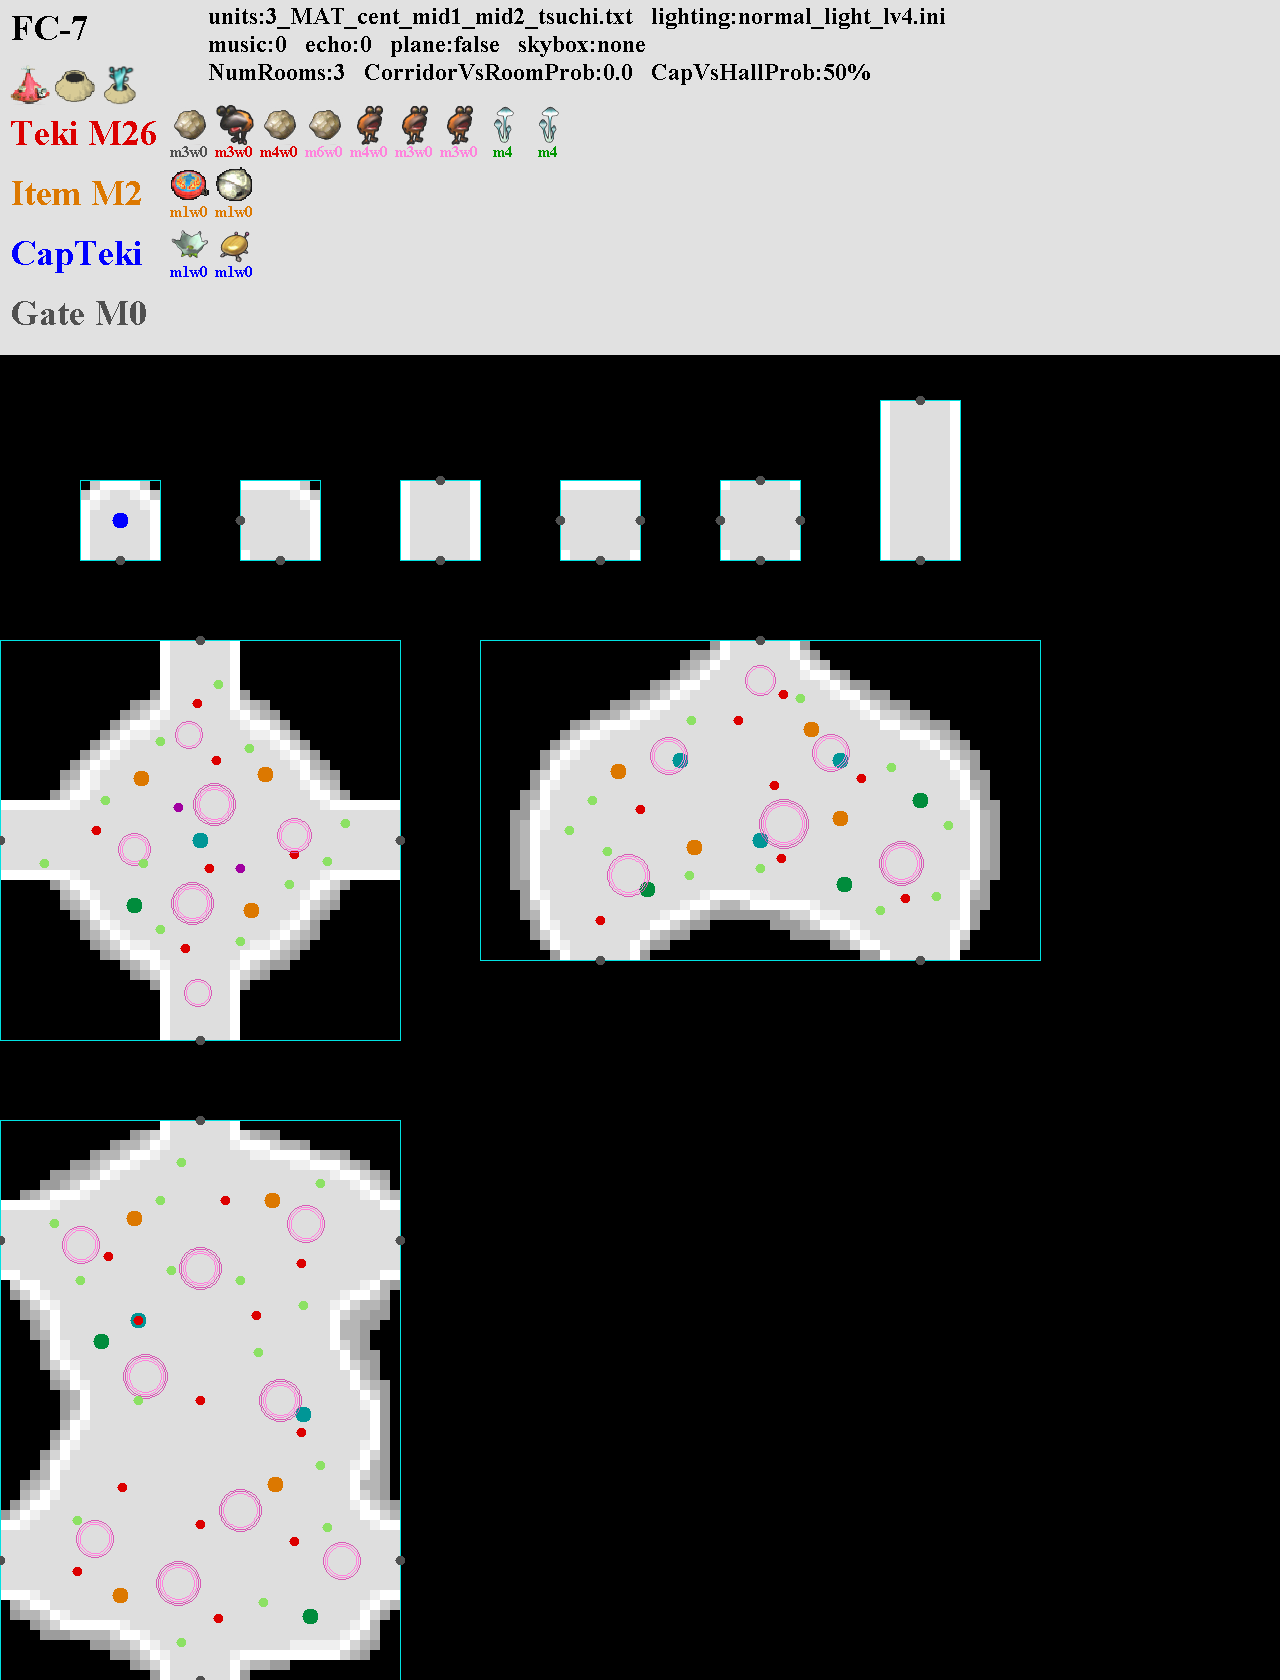 FC-7
units:3_MAT_cent_mid1_mid2_tsuchi.txt lighting:normal_light_lv4.ini
music:0 echo:0 plane:false skybox:none
NumRooms:3 CorridorVsRoomProb:0.0 CapVsHallProb:50%
Teki M26
m3w0 m3w0 m4w0 m6w0 m4w0 m3w0 m3w0 m4 m4
Item M2
m1w0 m1w0
CapTeki
m1w0 m1w0
Gate M0